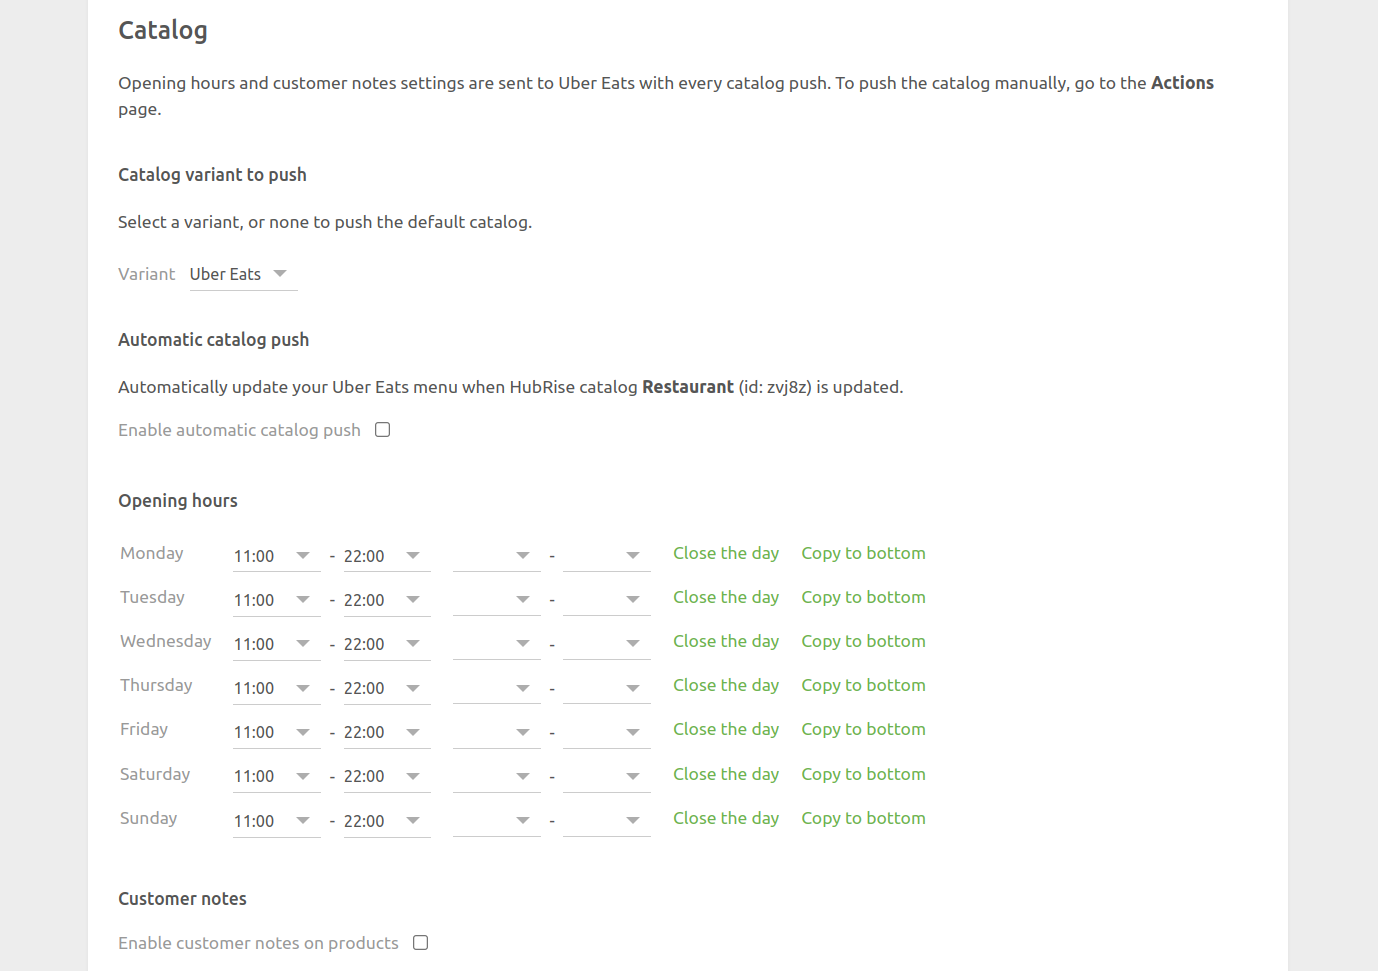 Catalog
Opening hours and customer notes settings are sent to Uber Eats with every catalog push. To push the catalog manually, go to the Actions
page.
Catalog variant to push
Select a variant, or none to push the default catalog.
Variant Uber Eats
Automatic catalog push
Automatically update your Uber Eats menu when HubRise catalog Restaurant (id: zvj8z) is updated.
Enable automatic catalog push
Opening hours
Monday 11:00 - 22:00 - Close the day Copy to bottom
Tuesday 11:00 - 22:00 - Close the day Copy to bottom
Wednesday 11:00 - 22:00 - Close the day Copy to bottom
Thursday 11:00 - 22:00 - Close the day Copy to bottom
Friday 11:00 - 22:00 - Close the day Copy to bottom
Saturday 11:00 - 22:00 - Close the day Copy to bottom
Sunday 11:00 - 22:00 - Close the day Copy to bottom
Customer notes
Enable customer notes on products